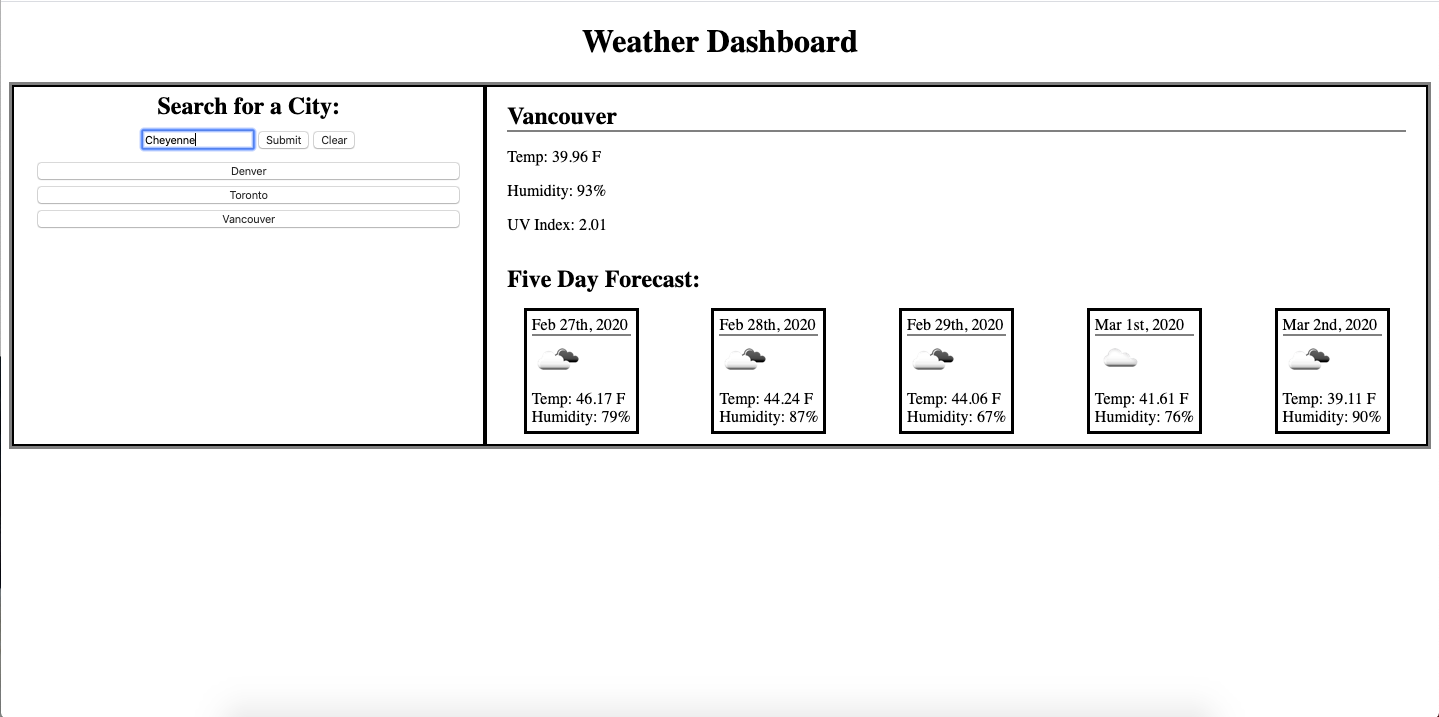 Weather Dashboard
Search for a City:
Cheyenne Submit Clear
Denver
Toronto
Vancouver
Vancouver
Temp: 39.96 F
Humidity: 93%
UV Index: 2.01
Five Day Forecast:
Feb 27th, 2020
Temp: 46.17 F
Humidity: 79%
Feb 28th, 2020
Temp: 44.24 F
Humidity: 87%
Feb 29th, 2020
Temp: 44.06 F
Humidity: 67%
Mar 1st, 2020
Temp: 41.61 F
Humidity: 76%
Mar 2nd, 2020
Temp: 39.11 F
Humidity: 90%